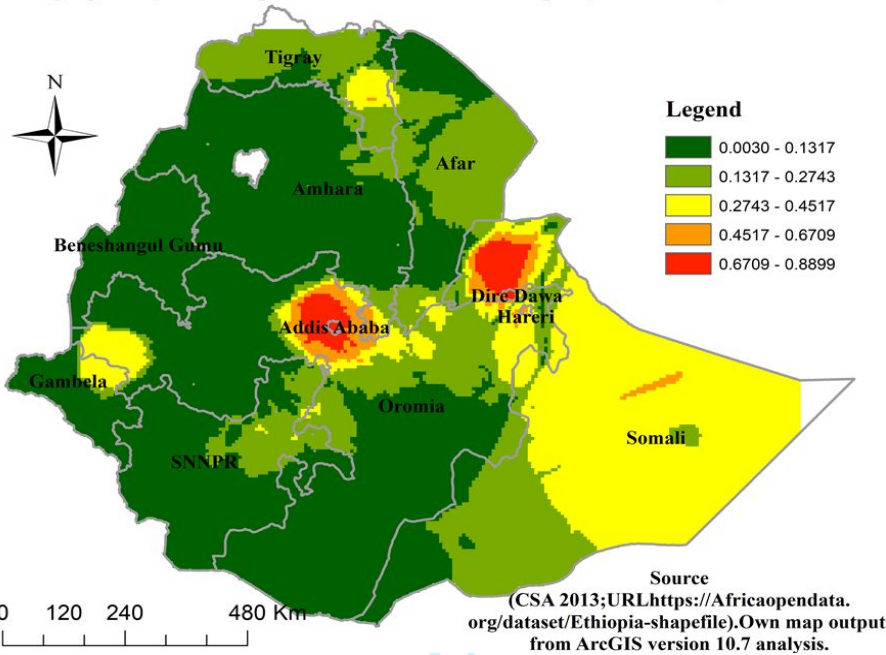 Tigray
N
Legend
0.0030 - 0.1317
Afar
0.1317 - 0.2743
Amhara
0.2743 - 0.4517
0.4517 - 0.6709
Beneshangul Gumu
0.6709 - 0.8899
Dire Dawa
Hareri
Addis Ababa
Gambela
Oromia
Somali
SNNPR
Source
(CSA 2013;URLhttps://Africaopendata.
0 120 240 480 Km
org/dataset/Ethiopia-shapefile).Own map output
from ArcGIS version 10.7 analysis.